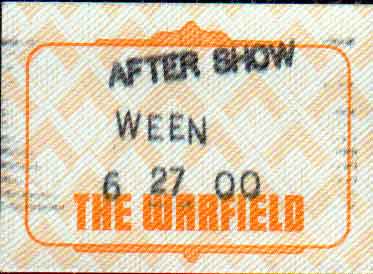 AFTER SHOW
WEEN
6 27 00
THE WARFIELD